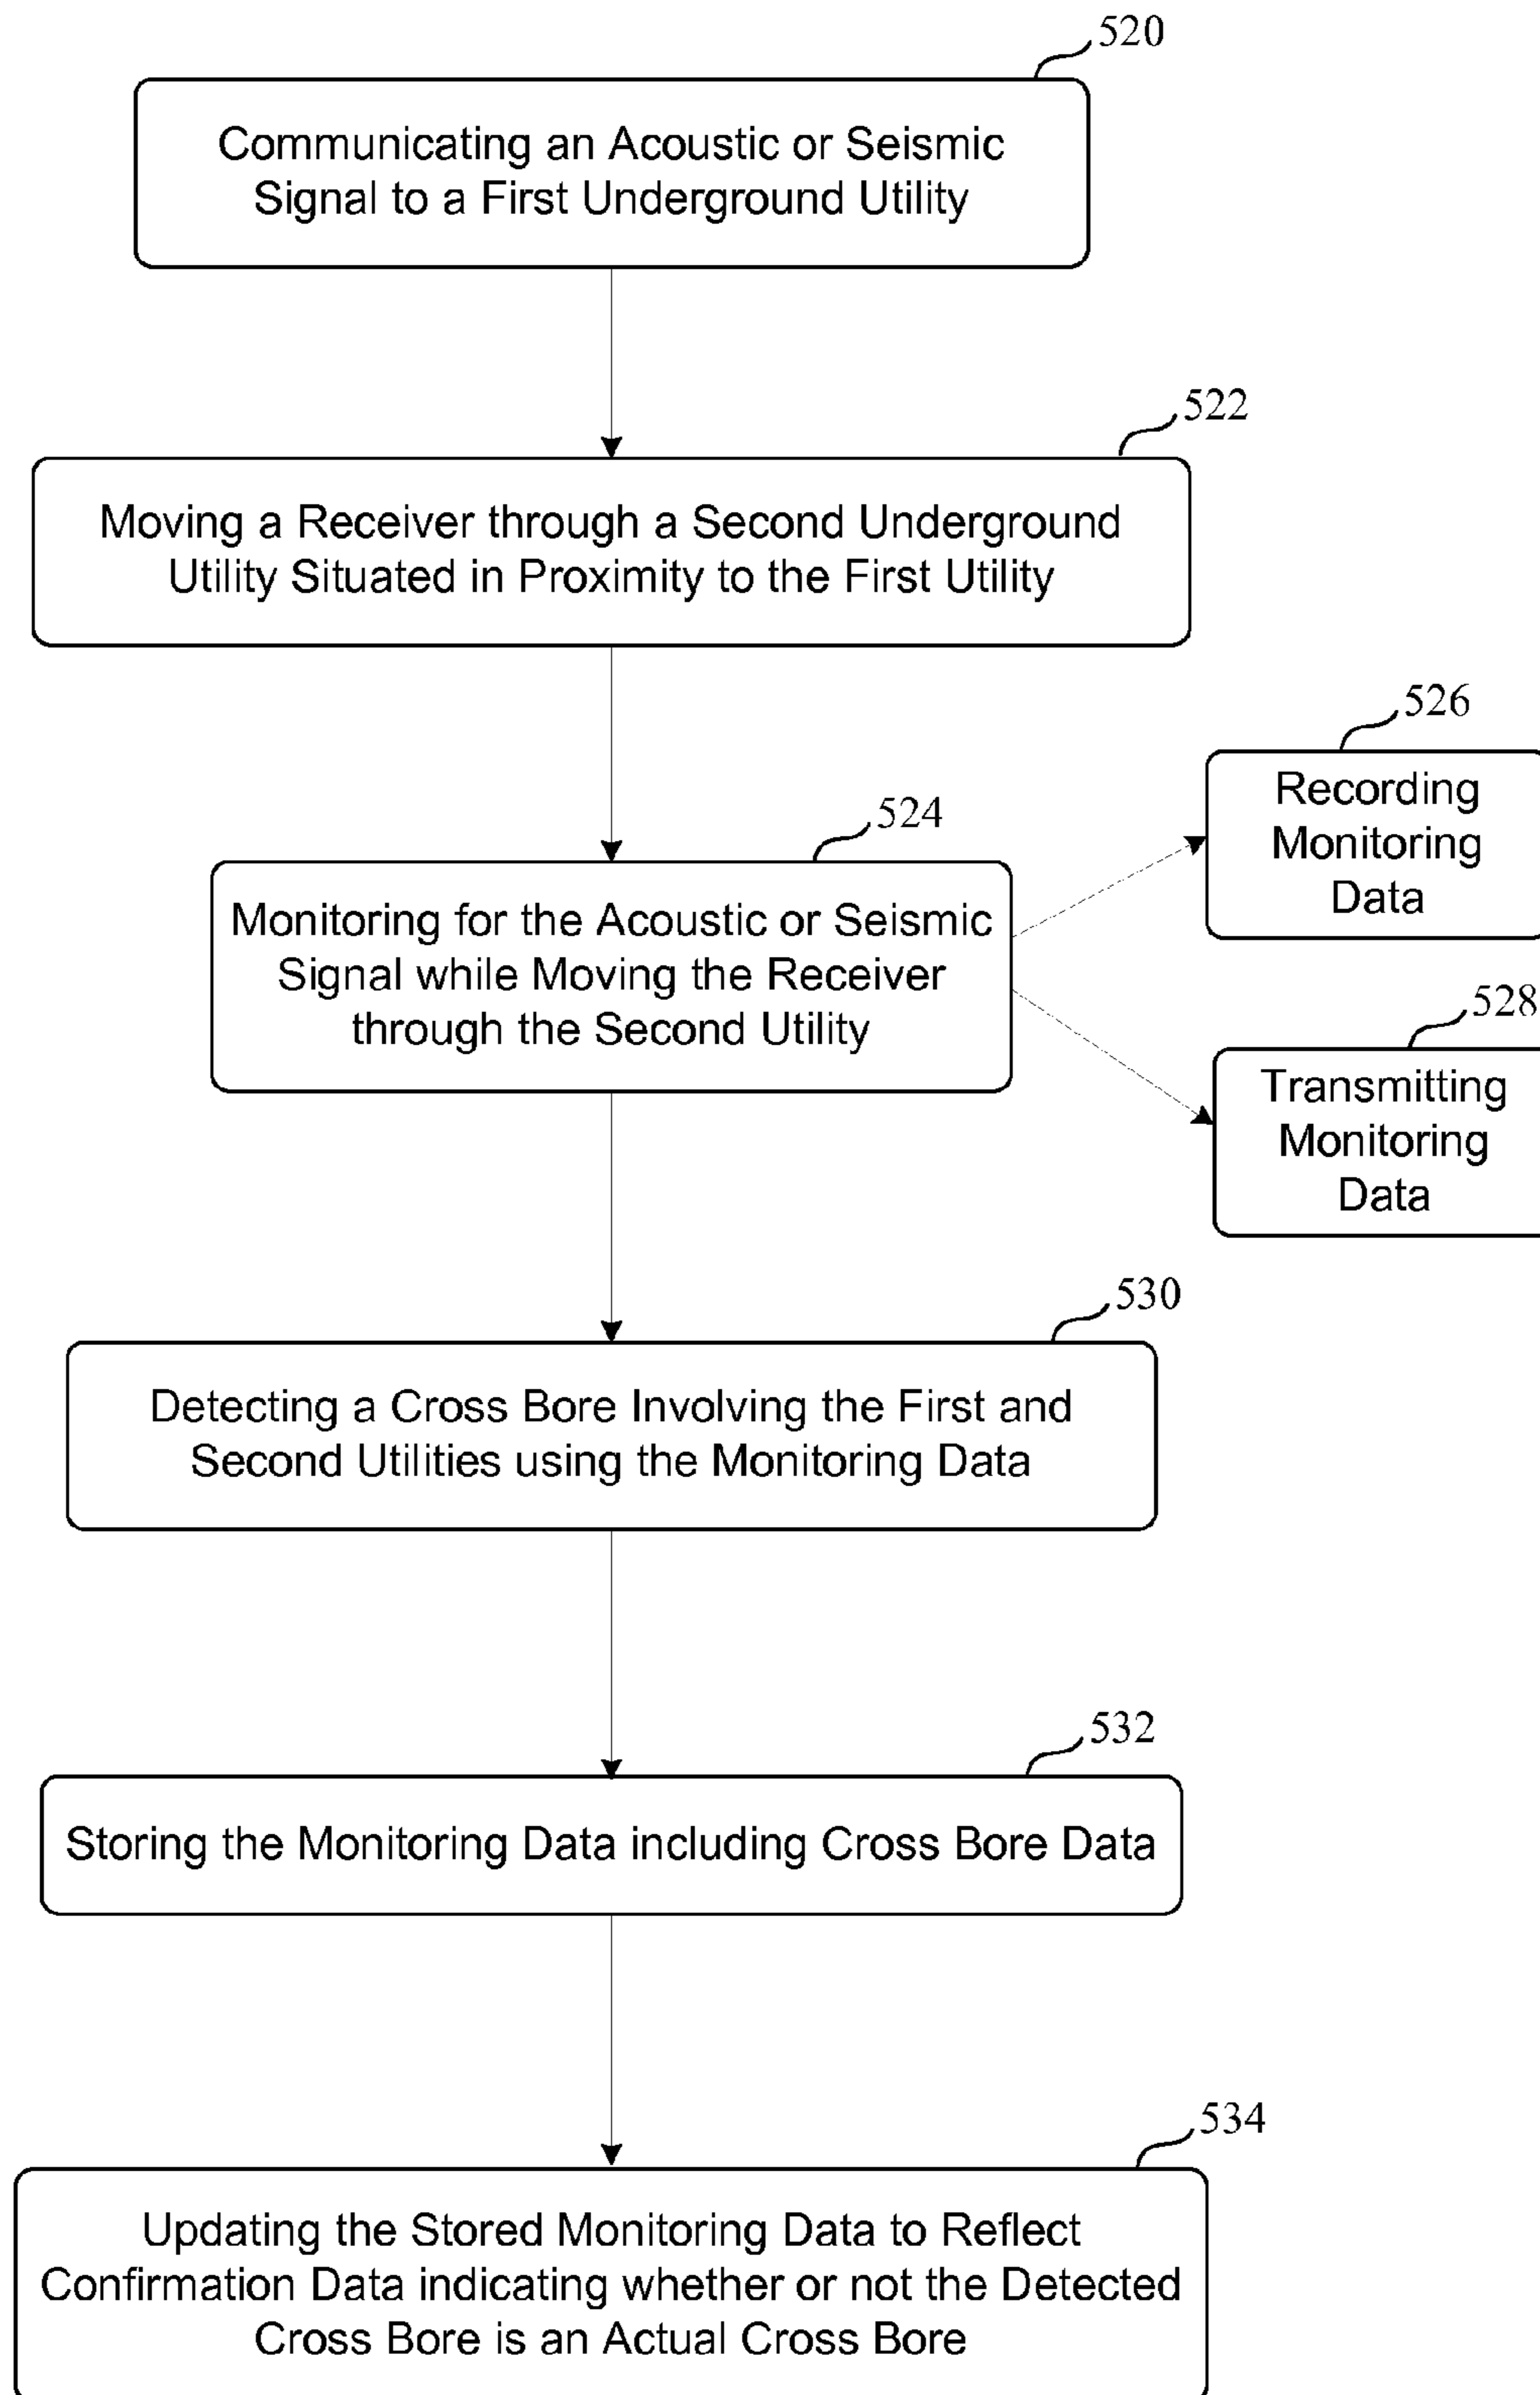 520
Communicating an Acoustic or Seismic
Signal to a First Underground Utility
522
Moving a Receiver through a Second Underground
Utility Situated in Proximity to the First Utility
524
Monitoring for the Acoustic or Seismic
Signal while Moving the Receiver
through the Second Utility
526
Recording
Monitoring
Data
528
Transmitting
Monitoring
Data
530
Detecting a Cross Bore Involving the First and
Second Utilities using the Monitoring Data
532
Storing the Monitoring Data including Cross Bore Data
534
Updating the Stored Monitoring Data to Reflect
Confirmation Data indicating whether or not the Detected
Cross Bore is an Actual Cross Bore